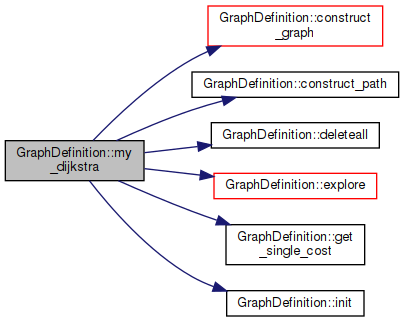 GraphDefinition::my
_dijkstra
GraphDefinition::construct
_graph
GraphDefinition::construct_path
GraphDefinition::deleteall
GraphDefinition::explore
GraphDefinition::get
_single_cost
GraphDefinition::init